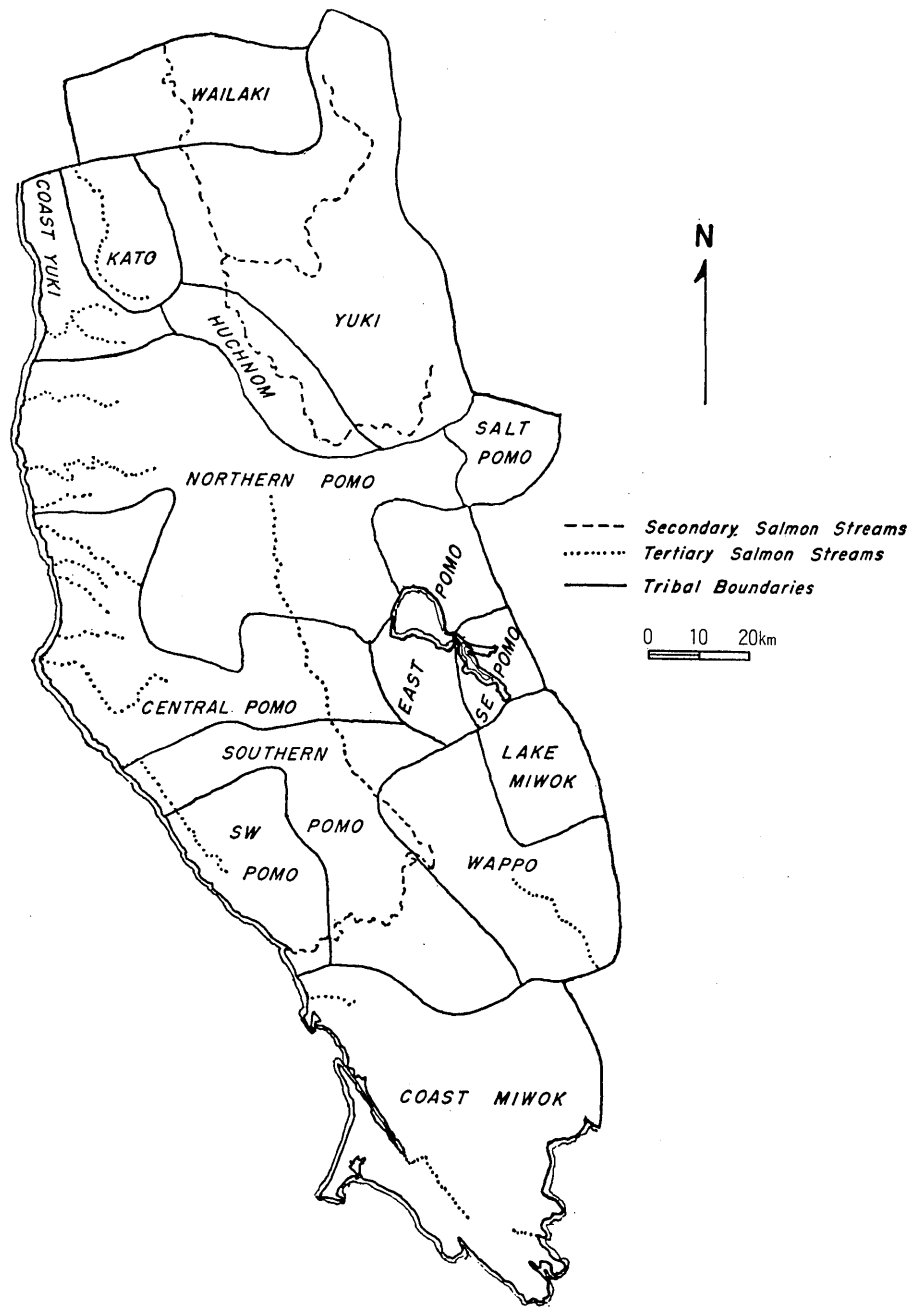 WAILAKI
COAST YUKI
KATO
HUCHNOM
YUKI
N
SALT
POMO
NORTHERN POMO
Secondary Salmon Streams
Tertiary Salmon Streams
Tribal Boundaries
0 10 20km
POMO
EAST
SE POMO
CENTRAL POMO
SOUTHERN
POMO
LAKE
MIWOK
SW
POMO
WAPPO
COAST MIWOK